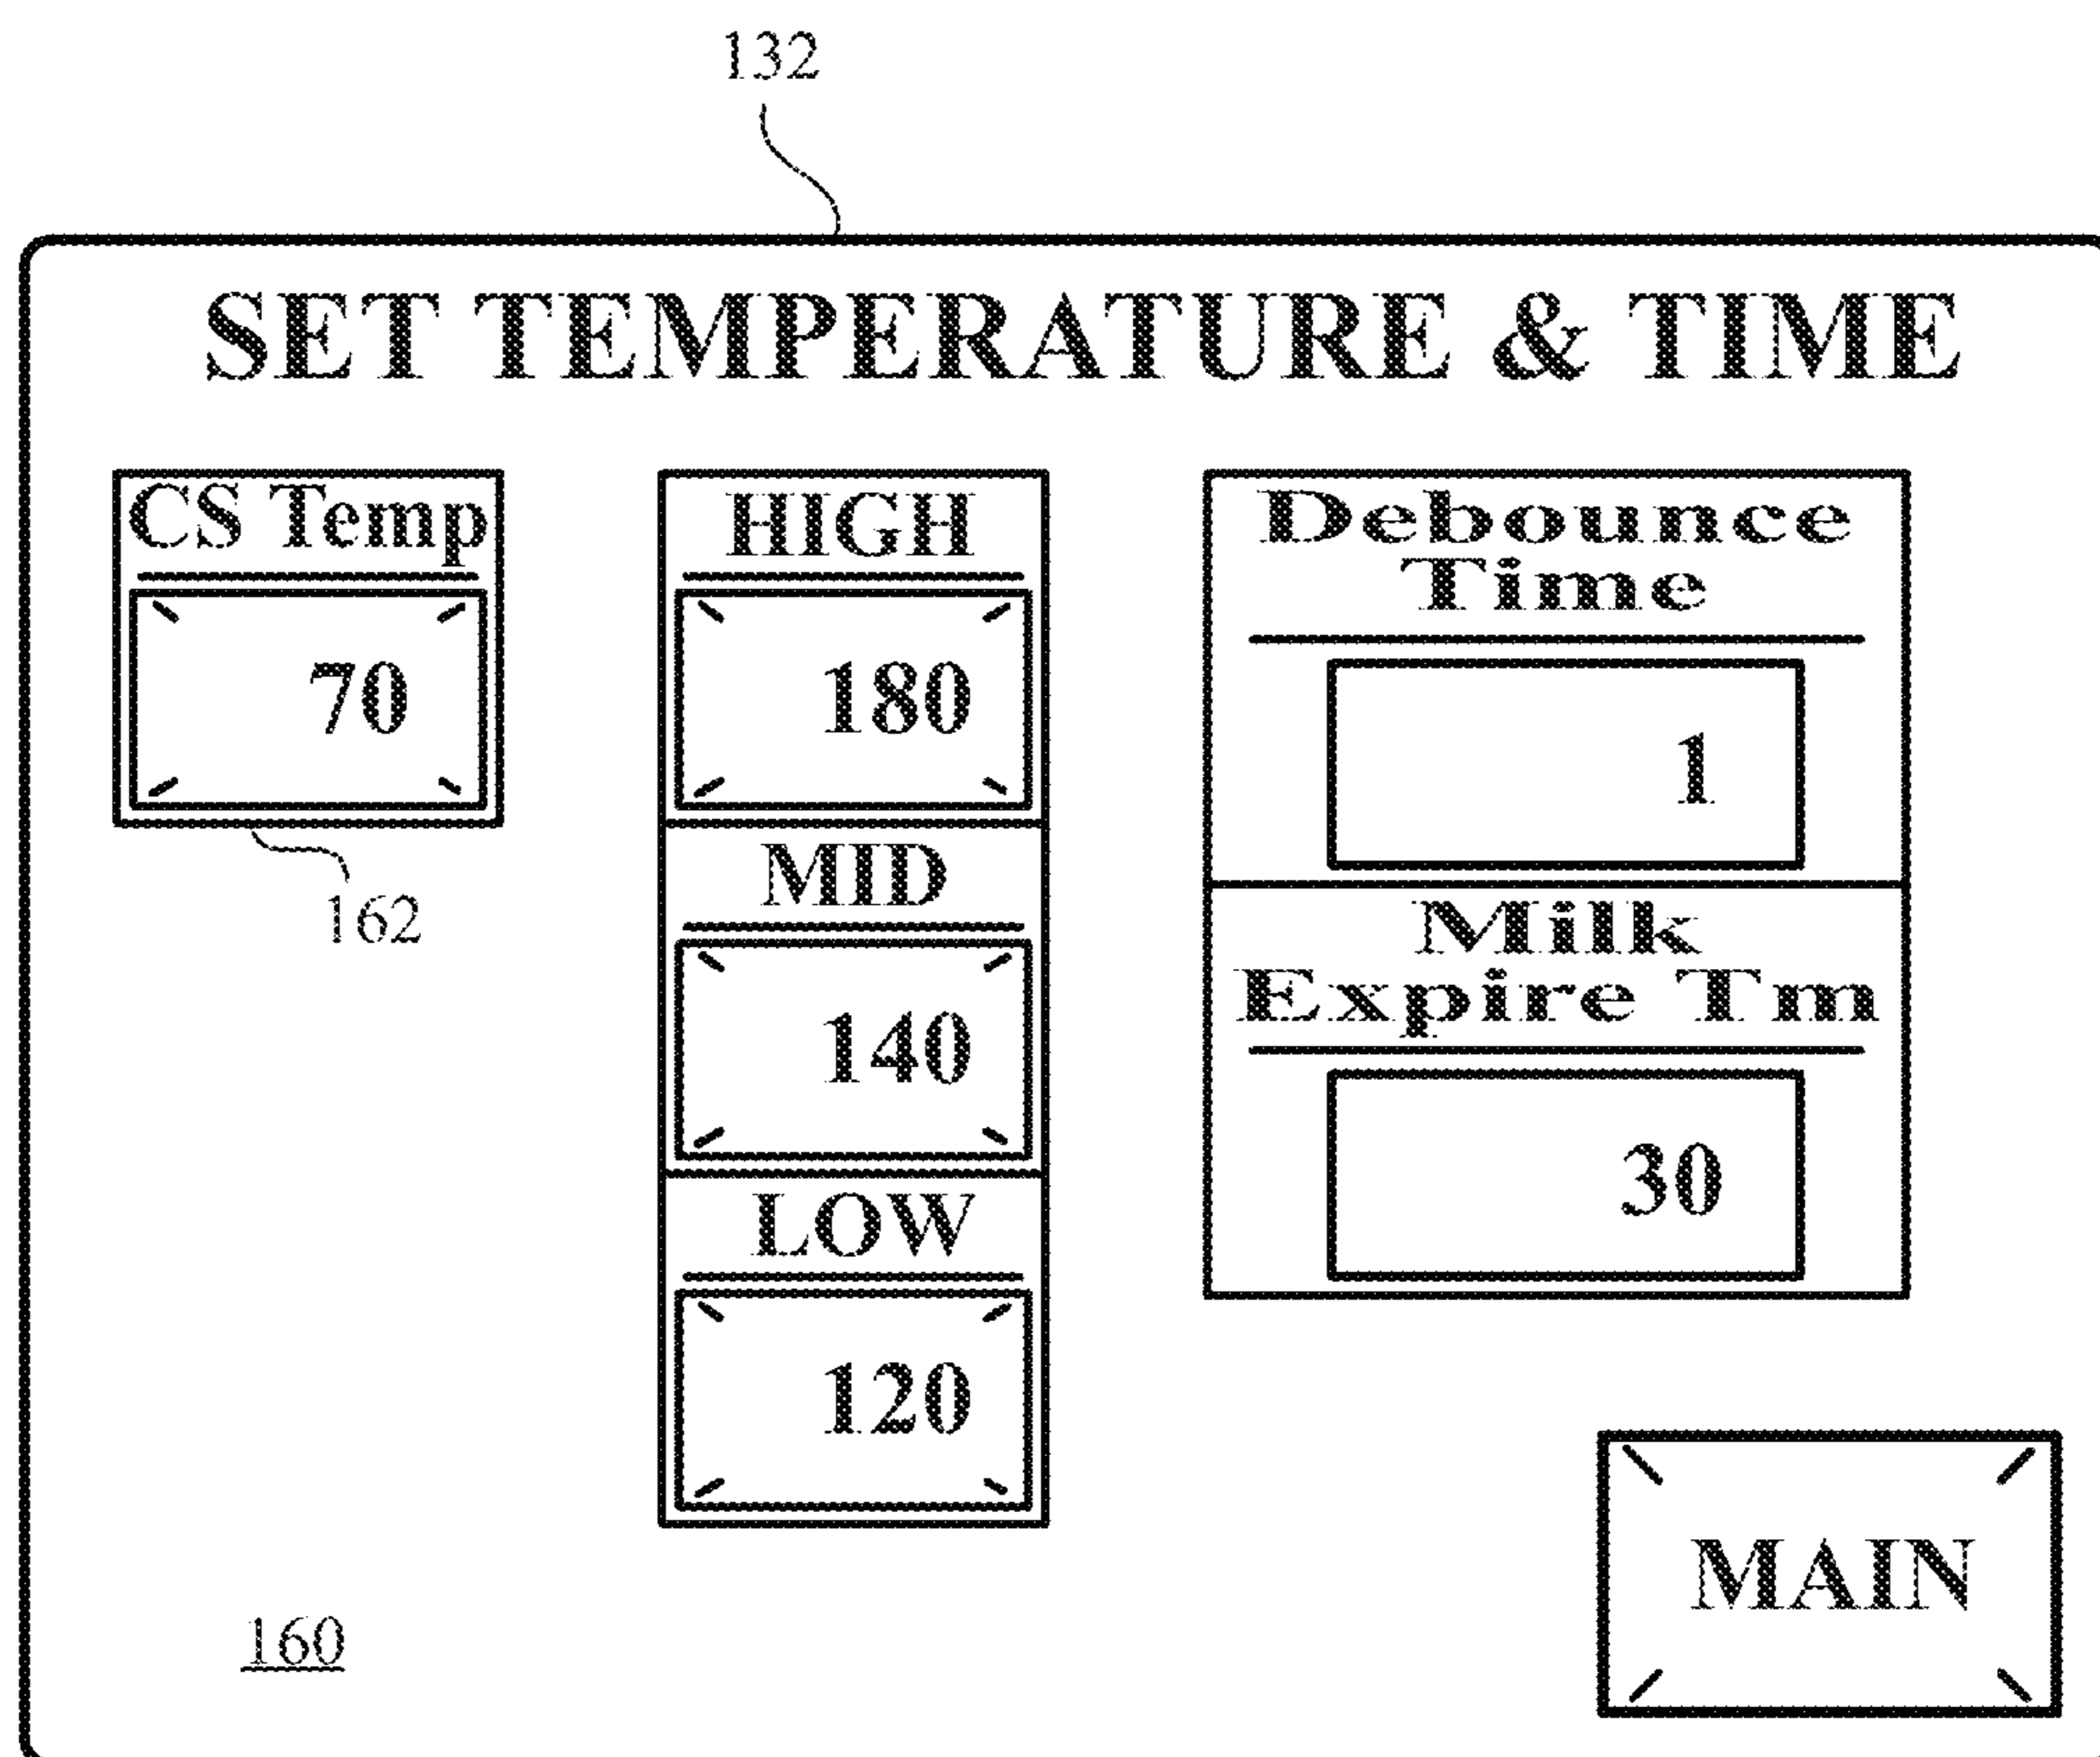 132
SET TEMPERATURE & TIME
CS Temp
70
162
HIGH
180
MID
140
LOW
120
Debounce
Time
1
Milk
Expire Tm
30
MAIN
160